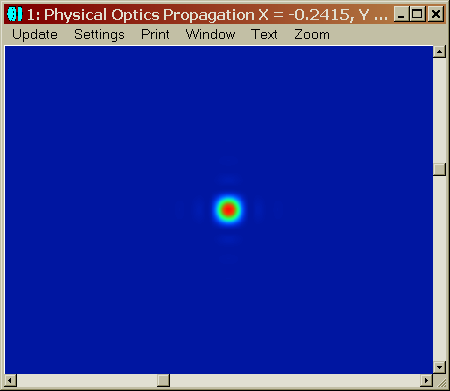 1: Physical Optics Propagation X = -0.2415, Y ...
Update Settings Print Window Text Zoom